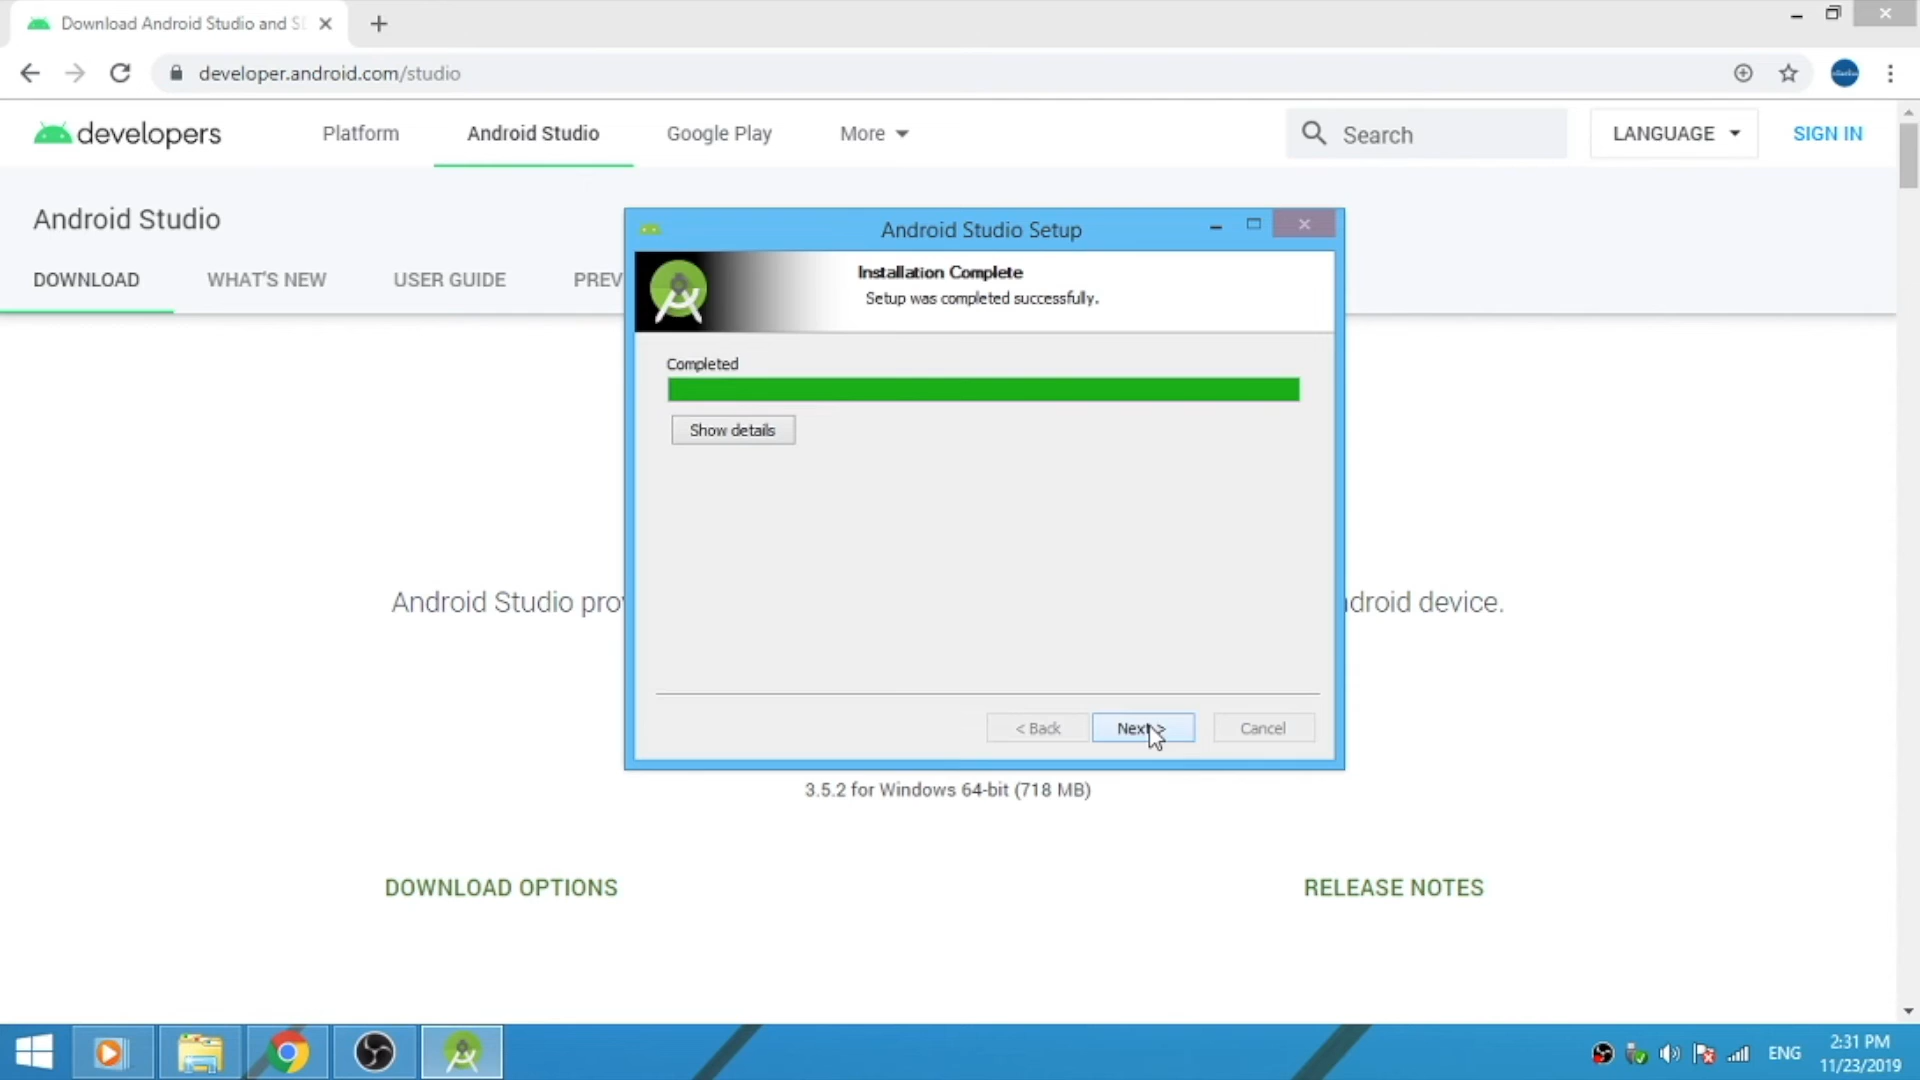 Download Android Studio and S
developer.android.com/studio
developers
Platform
Android Studio
Google Play
More
Search
LANGUAGE
SIGN IN
Android Studio
DOWNLOAD
WHAT'S NEW
USER GUIDE
PREV
Android Studio Setup
Installation Complete
Setup was completed successfully.
Completed
Show details
Android Studio pro
droid device.
< Back
Next >
Cancel
3.5.2 for Windows 64-bit (718 MB)
DOWNLOAD OPTIONS
RELEASE NOTES
ENG
2:31 PM
11/23/2019